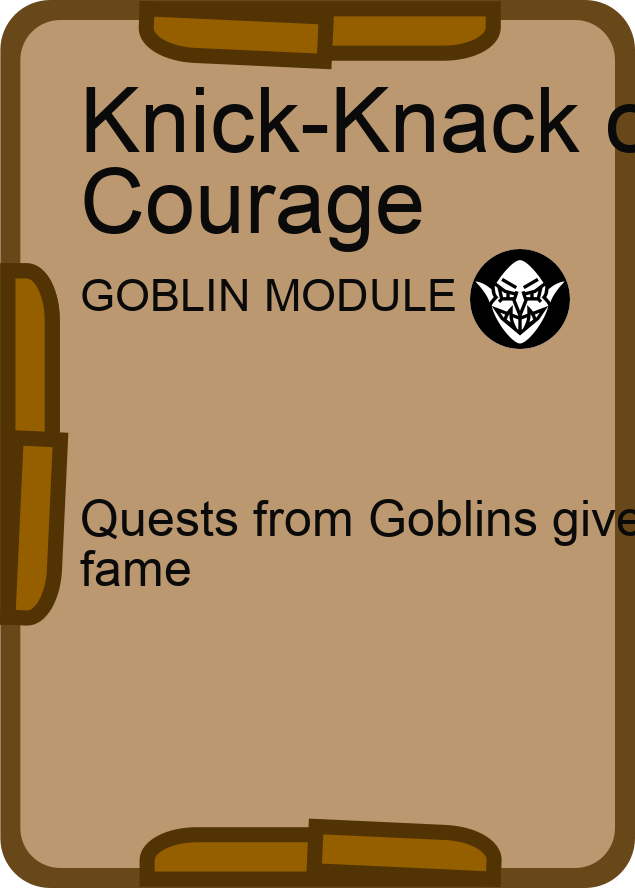 Knick-Knack
Courage
GOBLIN MODULE
Quests from Goblins give
fame